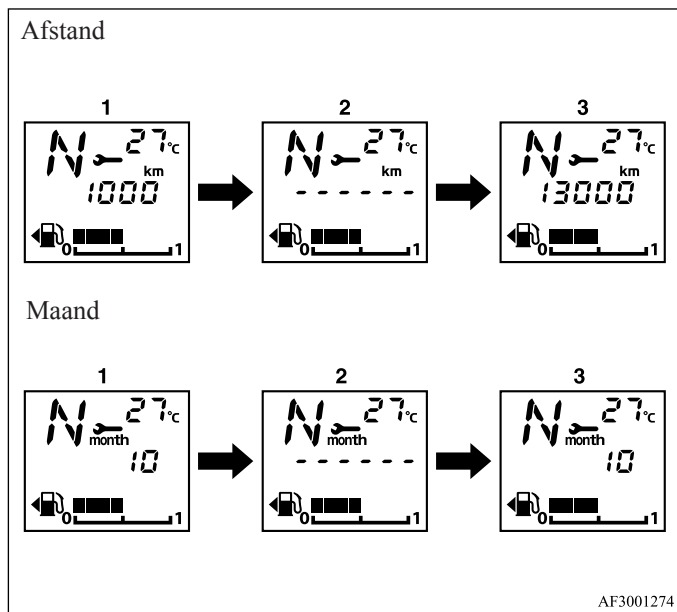 Afstand
1 2 3
N 27 °C
km
1000
0 1
N 27 °C
km
- - - - - -
0 1
N 27 °C
km
13000
0 1
Maand
1 2 3
N 27 °C
month
10
0 1
N 27 °C
month
- - - - - -
0 1
N 27 °C
month
10
0 1
AF3001274